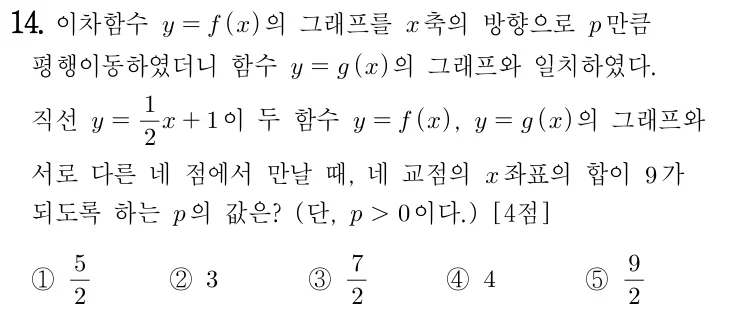 14. 이차함수 y = f(x)의 그래프를 x축의 방향으로 p만큼
평행이동하였더니 함수 y = g(x)의 그래프와 일치하였다.
직선 y = 1/2 x + 1이 두 함수 y = f(x), y = g(x)의 그래프와
서로 다른 네 점에서 만날 때, 네 교점의 x좌표의 합이 9가
되도록 하는 p의 값은? (단, p > 0이다.) [4점]
① 5/2 ② 3 ③ 7/2 ④ 4 ⑤ 9/2